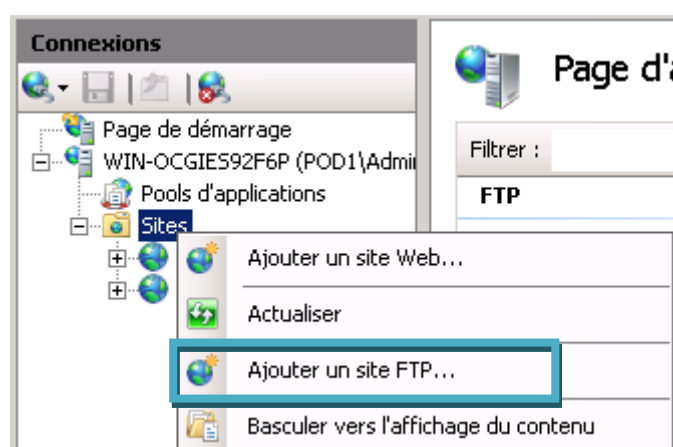 Connexions
Page d'a
Page de démarrage
WIN-OCGIES92F6P (POD1\Admi
Pools d'applications
Sites
Filtrer :
FTP
Ajouter un site Web...
Actualiser
Ajouter un site FTP...
Basculer vers l'affichage du contenu